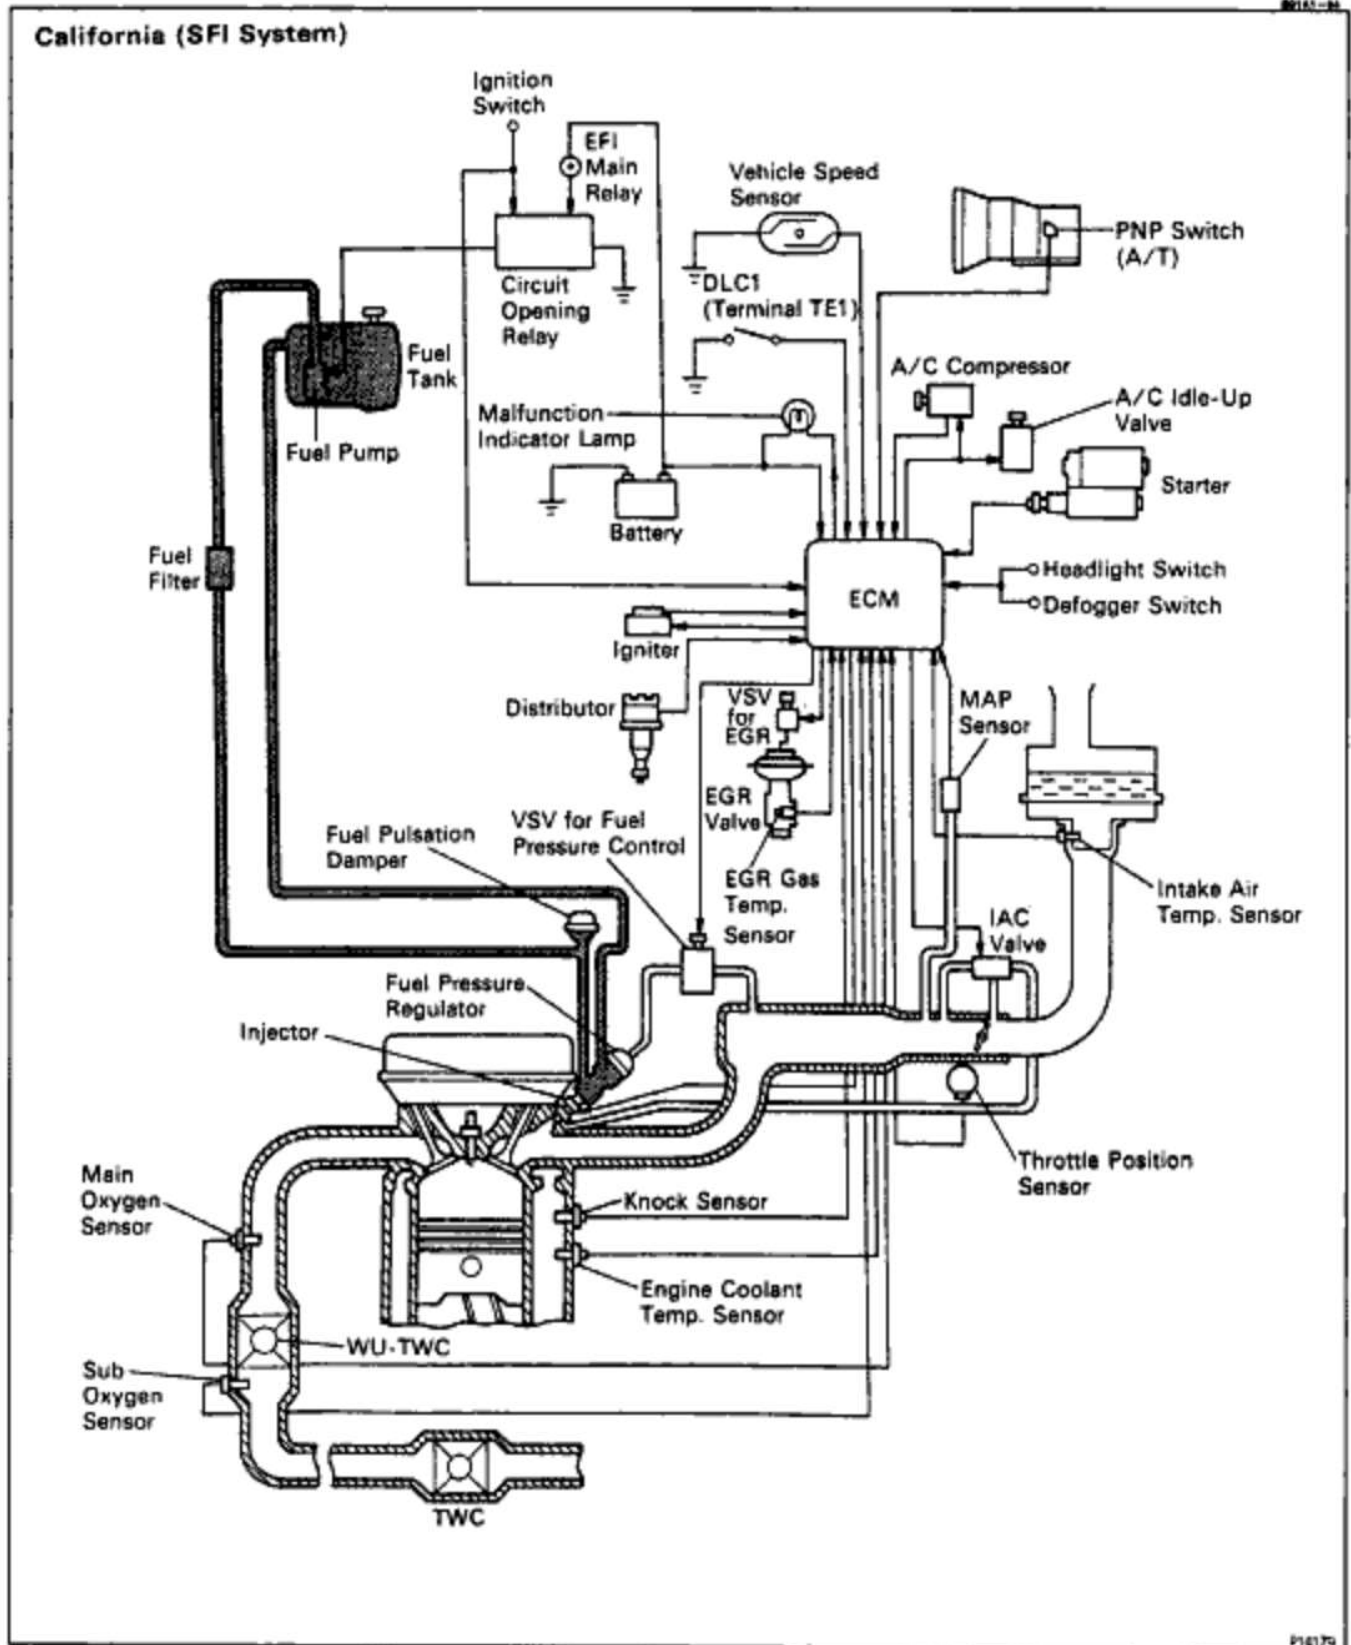 California (SFI System)
Ignition
Switch
EFI
Main
Relay
Vehicle Speed
Sensor
PNP Switch
(A/T)
Circuit
Opening
Relay
DLC1
(Terminal TE1)
Fuel
Tank
A/C Compressor
A/C Idle-Up
Valve
Malfunction
Indicator Lamp
Fuel Pump
Starter
Battery
Fuel
Filter
Headlight Switch
ECM
Defogger Switch
Igniter
Distributor
VSV
for
EGR
MAP
Sensor
EGR
Valve
VSV for Fuel
Pressure Control
Fuel Pulsation
Damper
EGR Gas
Temp.
Sensor
Intake Air
Temp. Sensor
IAC
Valve
Fuel Pressure
Regulator
Injector
Throttle Position
Sensor
Main
Oxygen
Sensor
Knock Sensor
Engine Coolant
Temp. Sensor
WU-TWC
Sub
Oxygen
Sensor
TWC
P16179